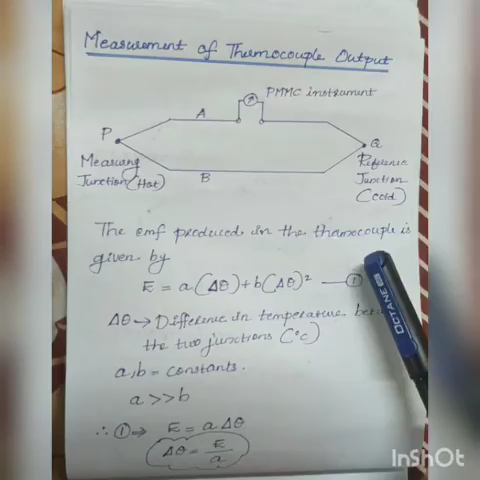 Measurement of Thermocouple Output
PMMC instrument
A
P
Q
Measuring
Junction (Hot)
B
Reference
Junction
(cold)
The emf produced in the thermocouple is
given by
E = a(Δθ)+b(Δθ)² — ①
Δθ → Difference in temperature
the two junctions (°c)
a,b = constants.
a >> b
∴ ① ⇒ E = a Δθ
Δθ = E/a
OCTANE
InShOt